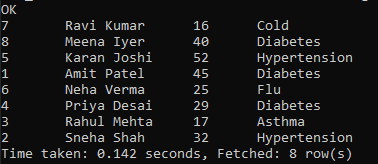 OK
7 Ravi Kumar 16 Cold
8 Meena Iyer 40 Diabetes
5 Karan Joshi 52 Hypertension
1 Amit Patel 45 Diabetes
6 Neha Verma 25 Flu
4 Priya Desai 29 Diabetes
3 Rahul Mehta 17 Asthma
2 Sneha Shah 32 Hypertension
Time taken: 0.142 seconds, Fetched: 8 row(s)